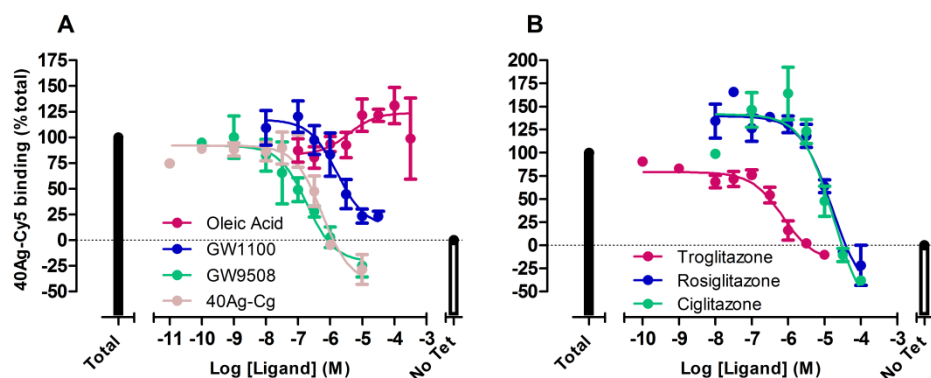 A
40Ag-Cy5 binding (% total)
175
150
125
100
75
50
25
0
-25
-50
Oleic Acid
GW1100
GW9508
40Ag-Cg
Total
-11 -10 -9 -8 -7 -6 -5 -4 -3
No Tet
Log [Ligand] (M)
B
200
175
150
125
100
75
50
25
0
-25
-50
Troglitazone
Rosiglitazone
Ciglitazone
Total
-10 -9 -8 -7 -6 -5 -4 -3
No Tet
Log [Ligand] (M)